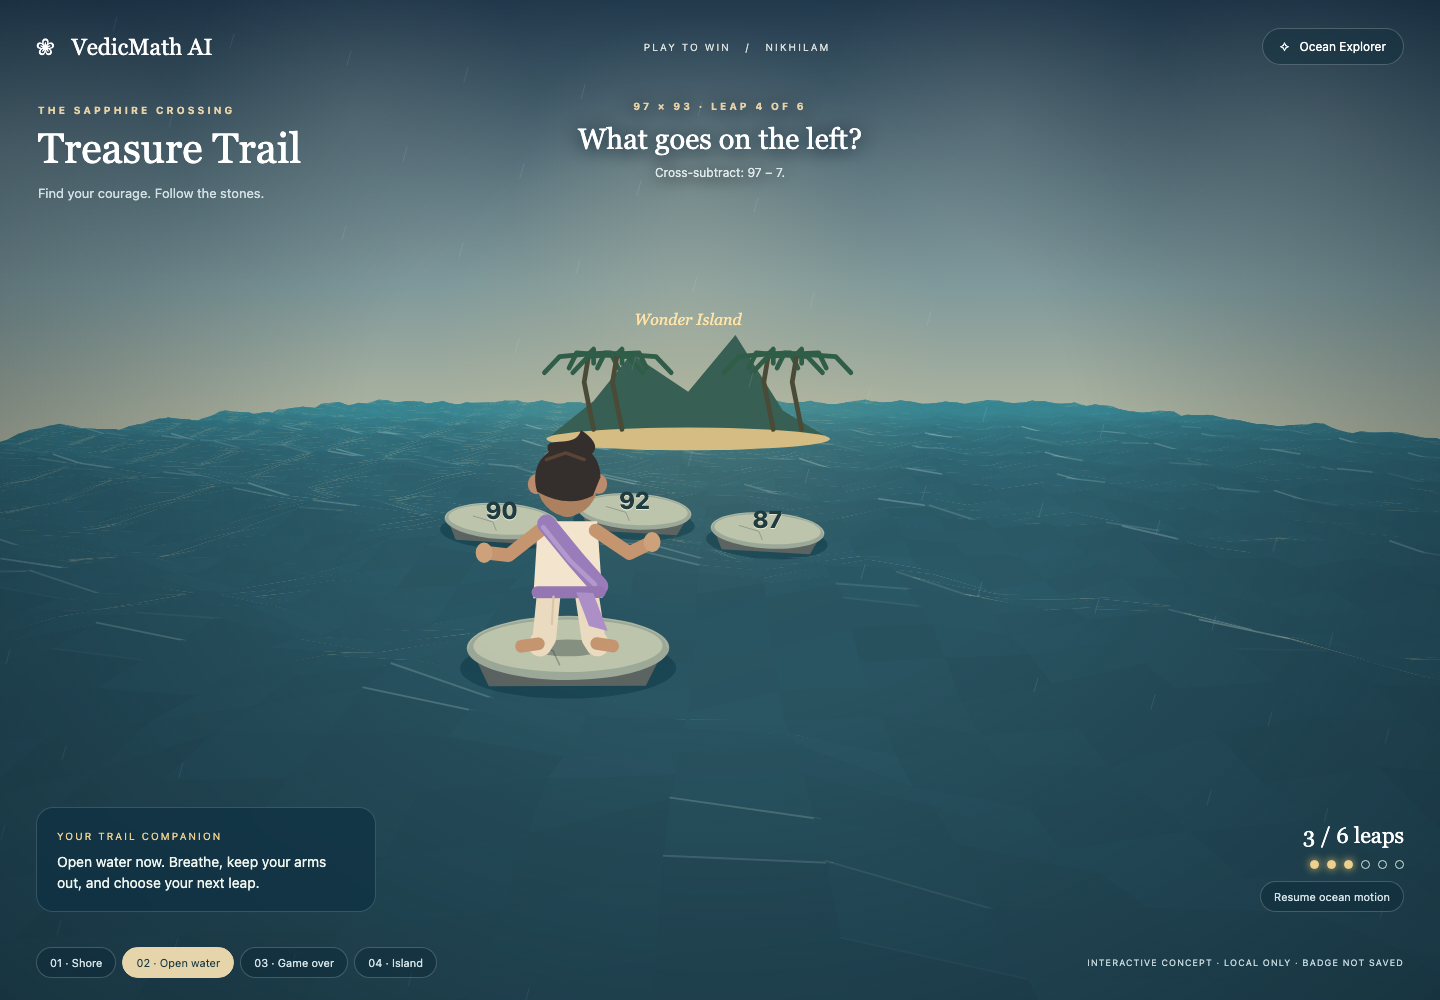 VedicMath AI
PLAY TO WIN / NIKHILAM
Ocean Explorer
THE SAPPHIRE CROSSING
Treasure Trail
Find your courage. Follow the stones.
97 × 93 · LEAP 4 OF 6
What goes on the left?
Cross-subtract: 97 – 7.
Wonder Island
90
92
87
YOUR TRAIL COMPANION
Open water now. Breathe, keep your arms
out, and choose your next leap.
3 / 6 leaps
Resume ocean motion
01 · Shore
02 · Open water
03 · Game over
04 · Island
INTERACTIVE CONCEPT · LOCAL ONLY · BADGE NOT SAVED